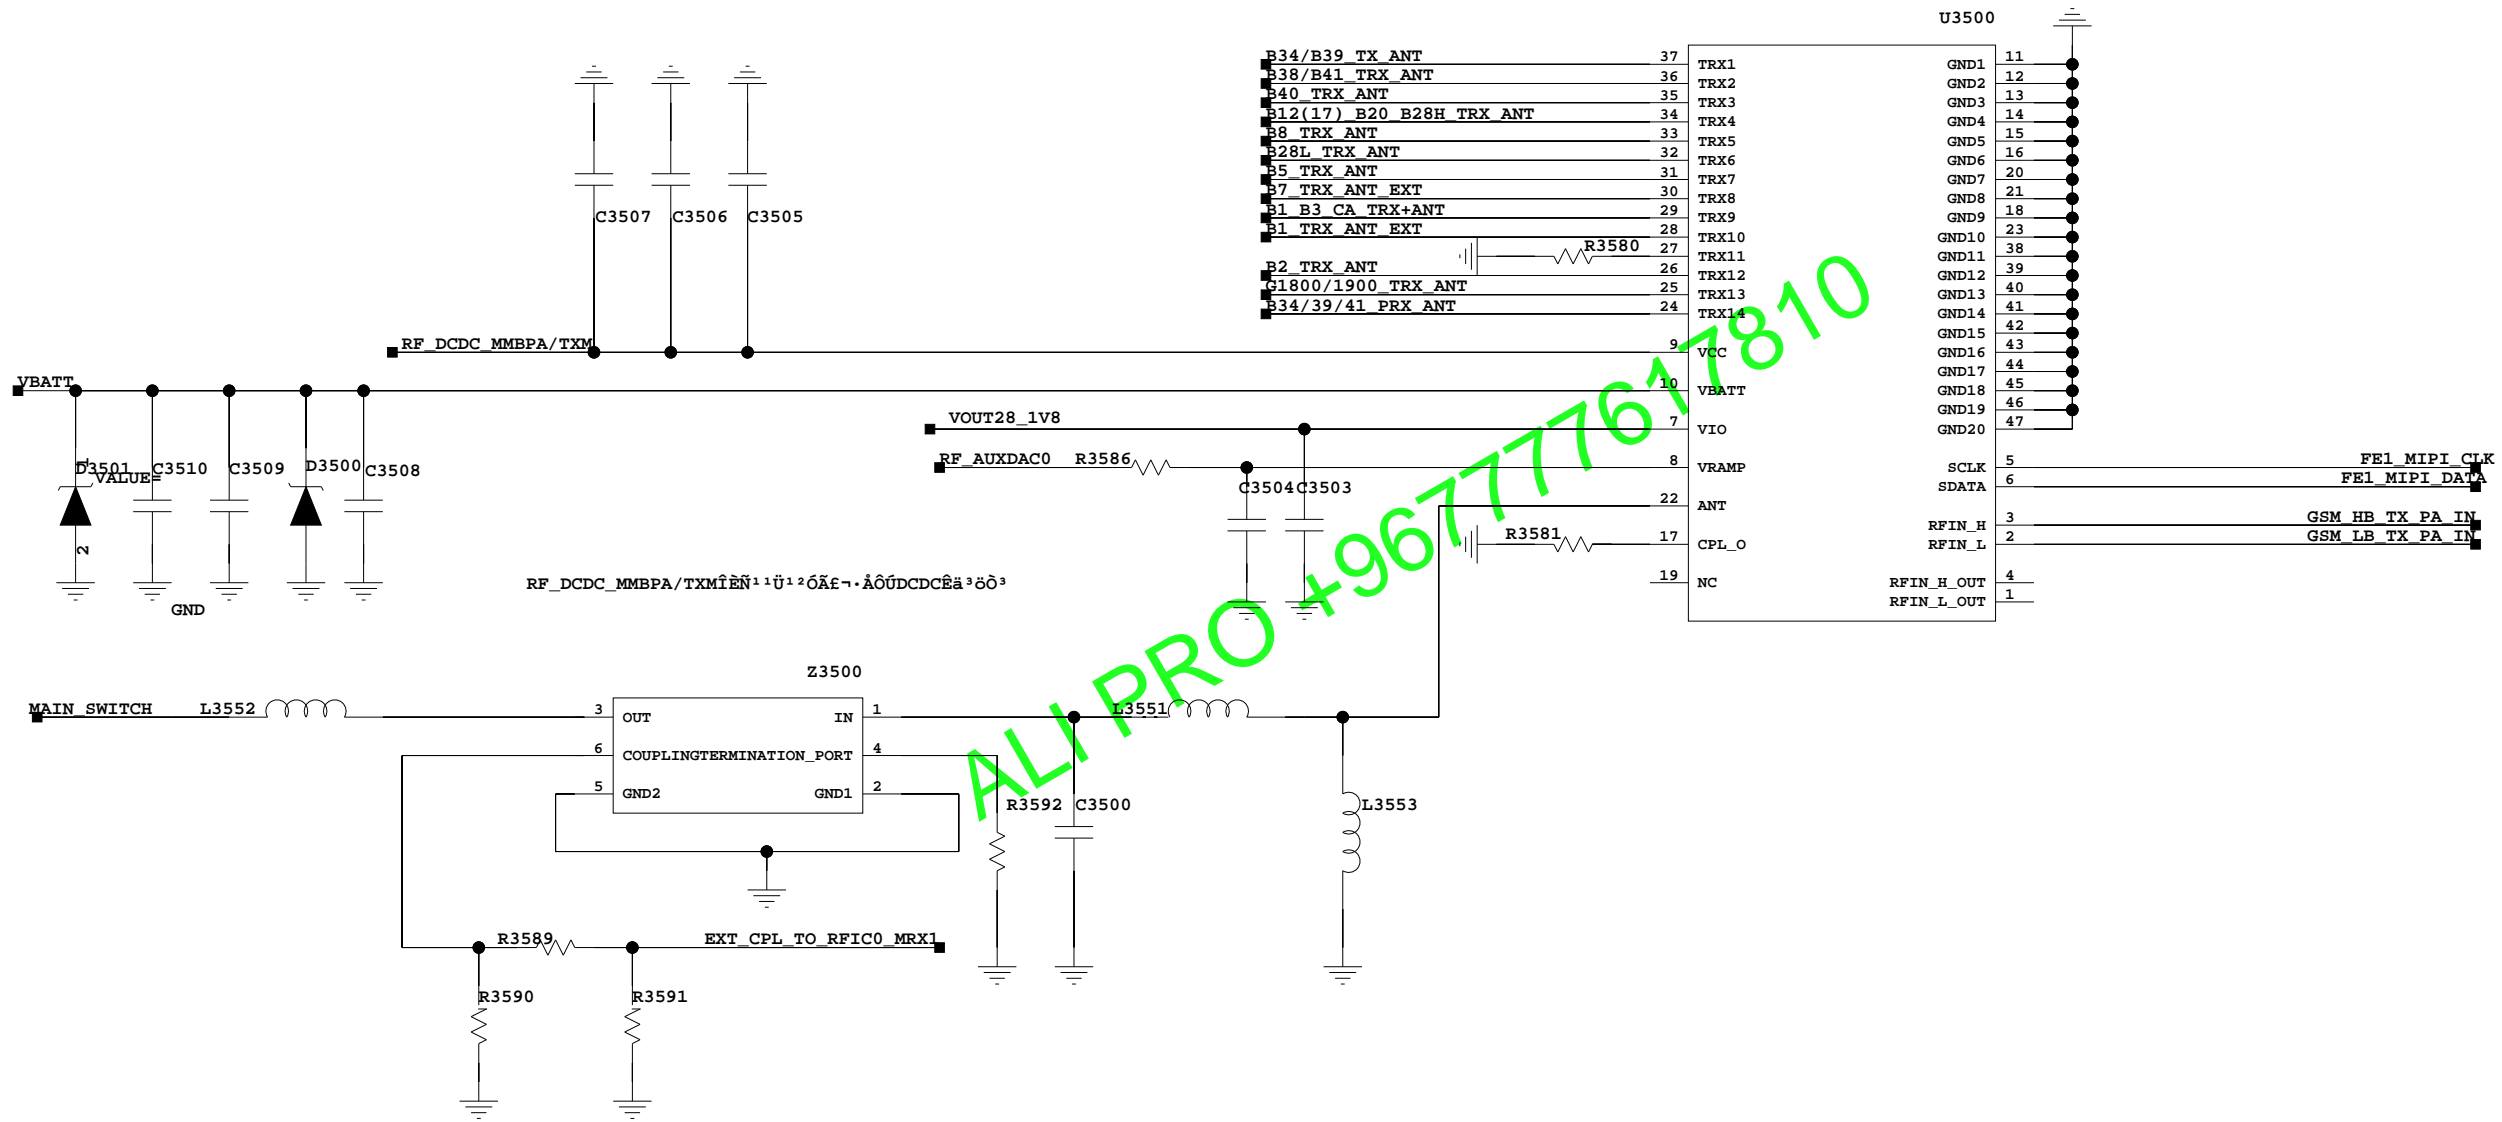 U3500
B34/B39_TX_ANT 37 TRX1 GND1 11
B38/B41_TRX_ANT 36 TRX2 GND2 12
B40_TRX_ANT 35 TRX3 GND3 13
B12(17)_B20_B28H_TRX_ANT 34 TRX4 GND4 14
B8_TRX_ANT 33 TRX5 GND5 15
B28L_TRX_ANT 32 TRX6 GND6 16
B5_TRX_ANT 31 TRX7 GND7 20
B7_TRX_ANT_EXT 30 TRX8 GND8 21
C3507 C3506 C3505 B1_B3_CA_TRX+ANT 29 TRX9 GND9 18
B1_TRX_ANT_EXT 28 TRX10 GND10 23
R3580 27 TRX11 GND11 38
B2_TRX_ANT 26 TRX12 GND12 39
G1800/1900_TRX_ANT 25 TRX13 GND13 40
B34/39/41_PRX_ANT 24 TRX14 GND14 41
GND15 42
RF_DCDC_MMBPA/TXM 9 VCC GND16 43
GND17 44
VBATT 10 VBATT GND18 45
GND19 46
VOUT28_1V8 7 VIO GND20 47
RF_AUXDAC0 R3586 8 VRAMP SCLK 5 FE1_MIPI_CLK
D3501 1 C3510 C3509 D3500 C3508
VALUE=
C3504 C3503 SDATA 6 FE1_MIPI_DATA
22 ANT
RFIN_H 3 GSM_HB_TX_PA_IN
2 R3581 17 CPL_O RFIN_L 2 GSM_LB_TX_PA_IN
RF_DCDC_MMBPA/TXMÎÈÑ¹¹Ü¹²ÓÃ£¬·ÅÔÚDCDCÊä³öÒ³
19 NC RFIN_H_OUT 4
RFIN_L_OUT 1
GND
Z3500
MAIN_SWITCH L3552 3 OUT IN 1 L3551
6 COUPLINGTERMINATION_PORT 4
5 GND2 GND1 2
R3592 C3500 L3553
R3589 EXT_CPL_TO_RFIC0_MRX1
R3590 R3591
ALI PRO +967777617810